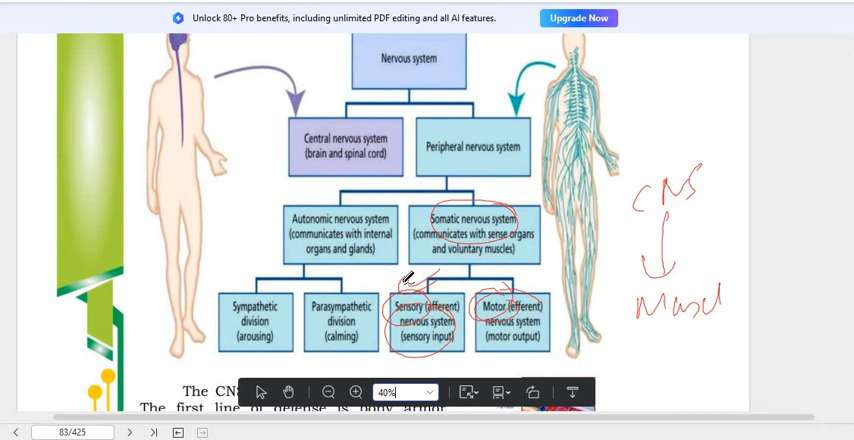 Unlock 80+ Pro benefits, including unlimited PDF editing and all AI features.
Upgrade Now
Nervous system
Central nervous system
(brain and spinal cord)
Peripheral nervous system
Autonomic nervous system
(communicates with internal
organs and glands)
Somatic nervous system
(communicates with sense organs
and voluntary muscles)
Sympathetic
division
(arousing)
Parasympathetic
division
(calming)
Sensory (afferent)
nervous system
(sensory input)
Motor (efferent)
nervous system
(motor output)
CNS
The CNS
The first line of defense is bony armor
40%
83/425